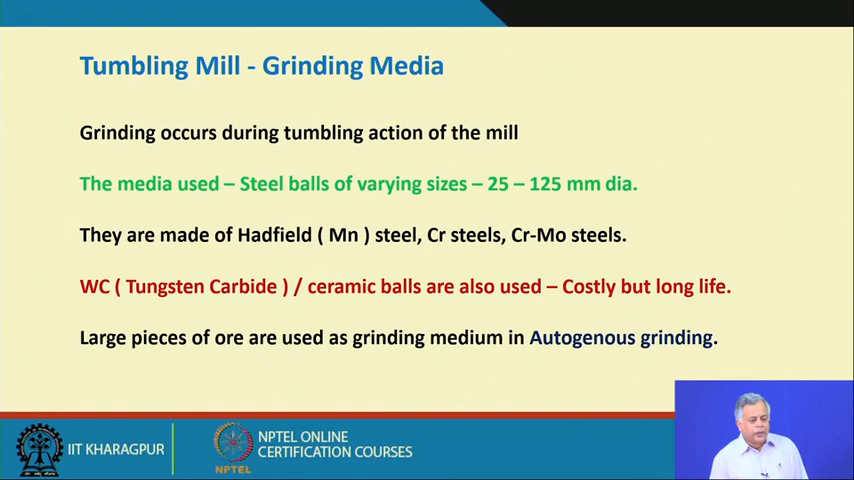 Tumbling Mill - Grinding Media
Grinding occurs during tumbling action of the mill
The media used – Steel balls of varying sizes – 25 – 125 mm dia.
They are made of Hadfield ( Mn ) steel, Cr steels, Cr-Mo steels.
WC ( Tungsten Carbide ) / ceramic balls are also used – Costly but long life.
Large pieces of ore are used as grinding medium in Autogenous grinding.
IIT KHARAGPUR
NPTEL
NPTEL ONLINE
CERTIFICATION COURSES